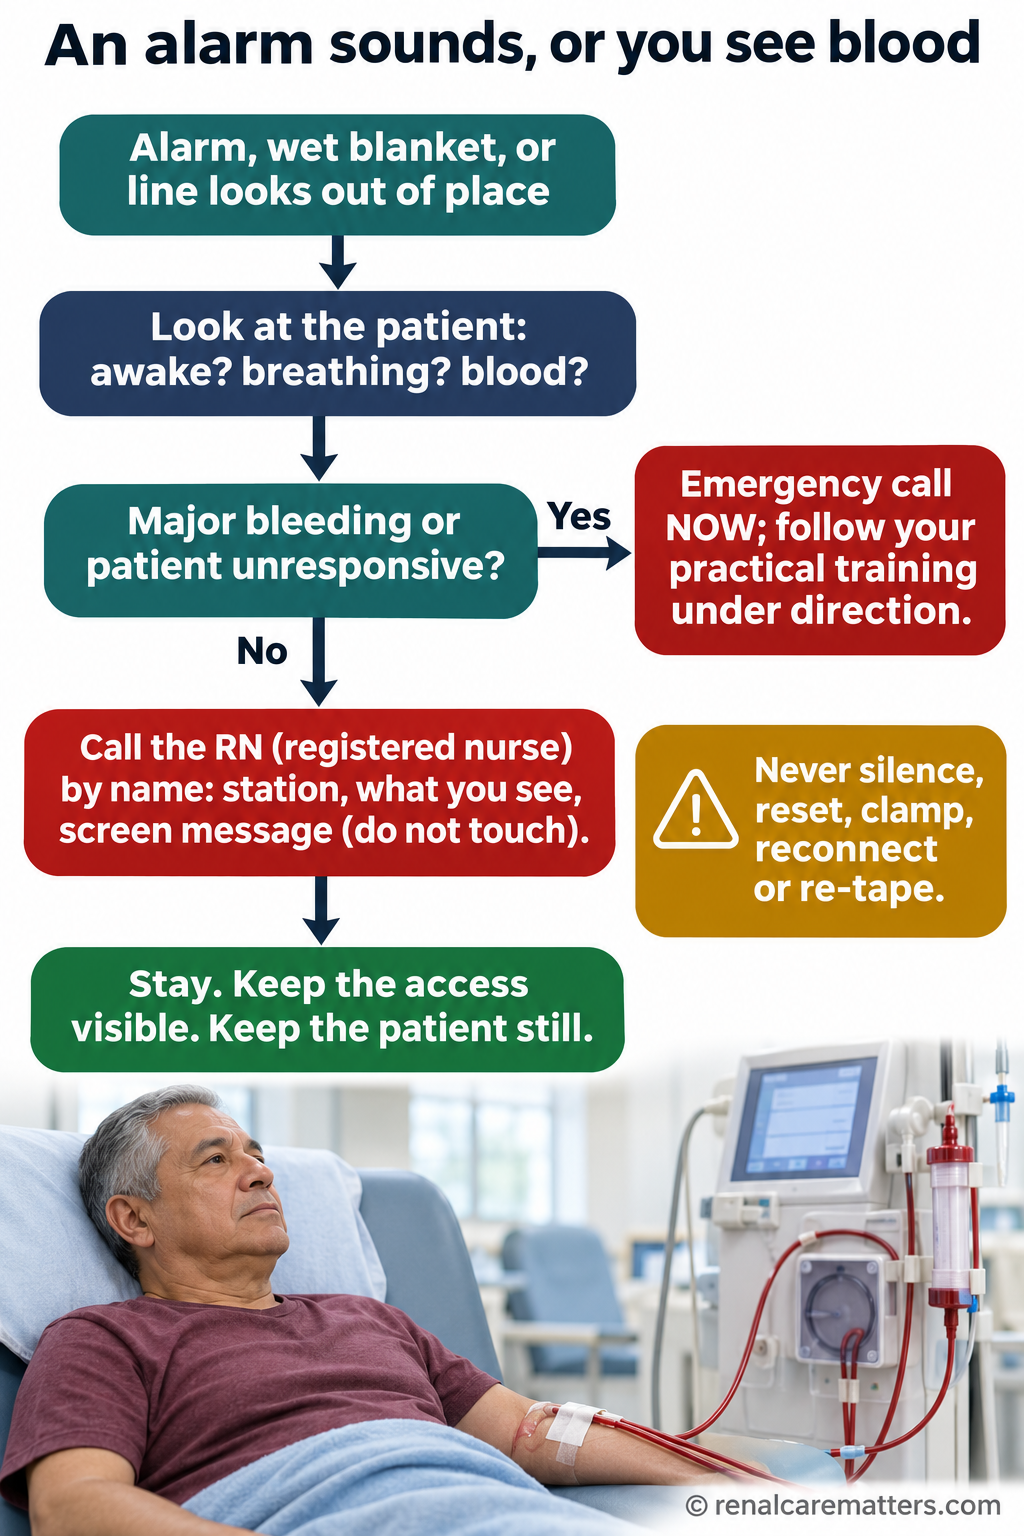 An alarm sounds, or you see blood
Alarm, wet blanket, or
line looks out of place
Look at the patient:
awake? breathing? blood?
Major bleeding or
patient unresponsive?
Yes
Emergency call
NOW; follow your
practical training
under direction.
No
Call the RN (registered nurse)
by name: station, what you see,
screen message (do not touch).
Never silence,
reset, clamp,
reconnect
or re-tape.
Stay. Keep the access
visible. Keep the patient still.
© renalcarematters.com